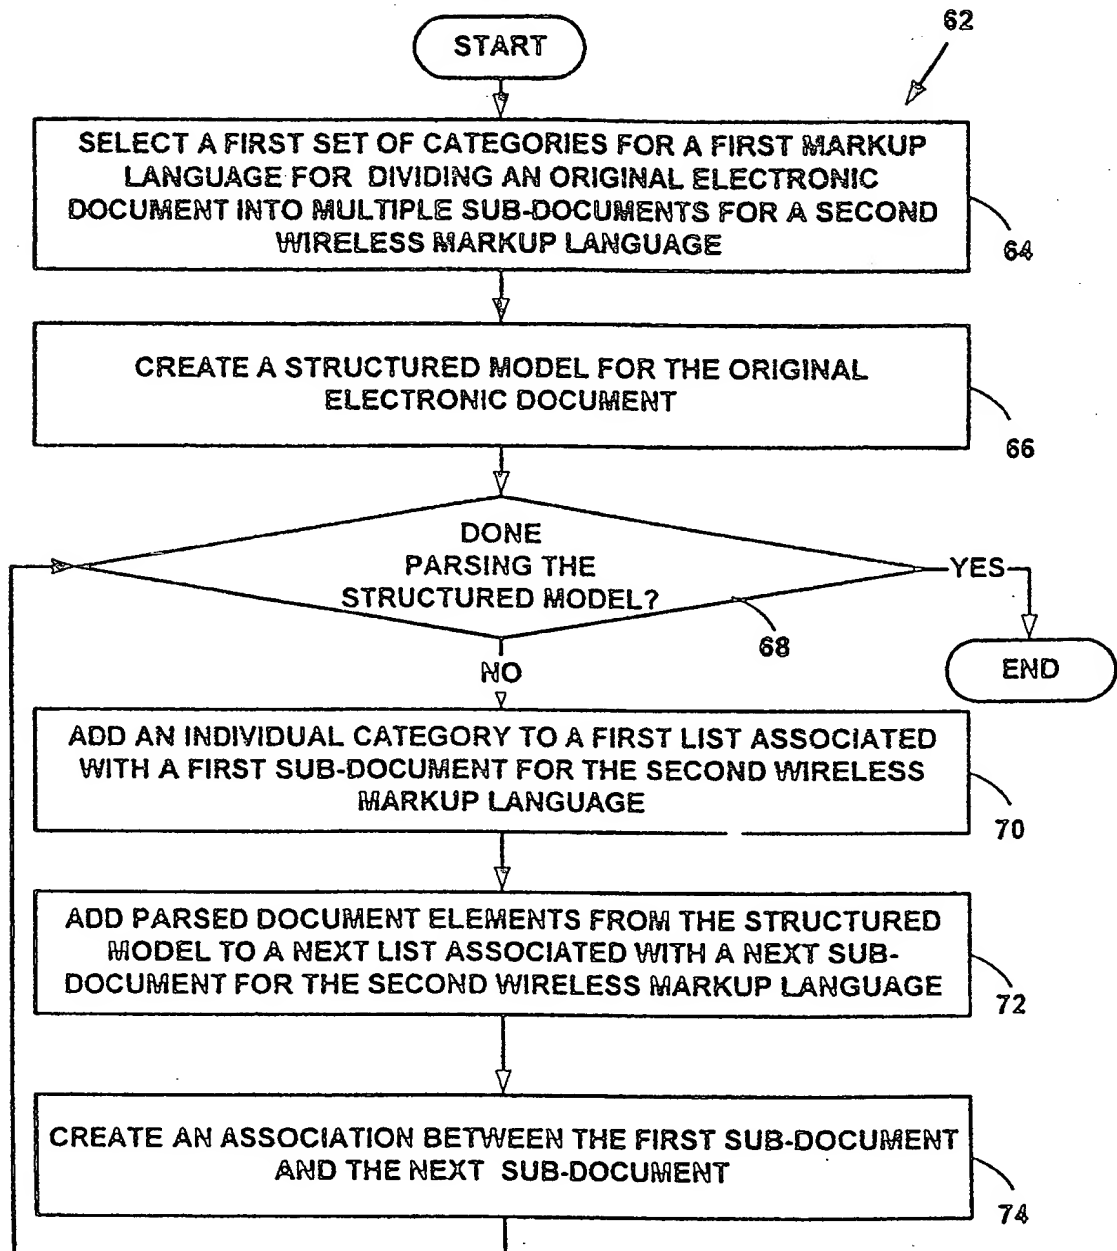 62
START
SELECT A FIRST SET OF CATEGORIES FOR A FIRST MARKUP
LANGUAGE FOR DIVIDING AN ORIGINAL ELECTRONIC
DOCUMENT INTO MULTIPLE SUB-DOCUMENTS FOR A SECOND
WIRELESS MARKUP LANGUAGE
64
CREATE A STRUCTURED MODEL FOR THE ORIGINAL
ELECTRONIC DOCUMENT
66
DONE
PARSING THE
STRUCTURED MODEL?
YES
68
END
NO
ADD AN INDIVIDUAL CATEGORY TO A FIRST LIST ASSOCIATED
WITH A FIRST SUB-DOCUMENT FOR THE SECOND WIRELESS
MARKUP LANGUAGE
70
ADD PARSED DOCUMENT ELEMENTS FROM THE STRUCTURED
MODEL TO A NEXT LIST ASSOCIATED WITH A NEXT SUB-
DOCUMENT FOR THE SECOND WIRELESS MARKUP LANGUAGE
72
CREATE AN ASSOCIATION BETWEEN THE FIRST SUB-DOCUMENT
AND THE NEXT SUB-DOCUMENT
74